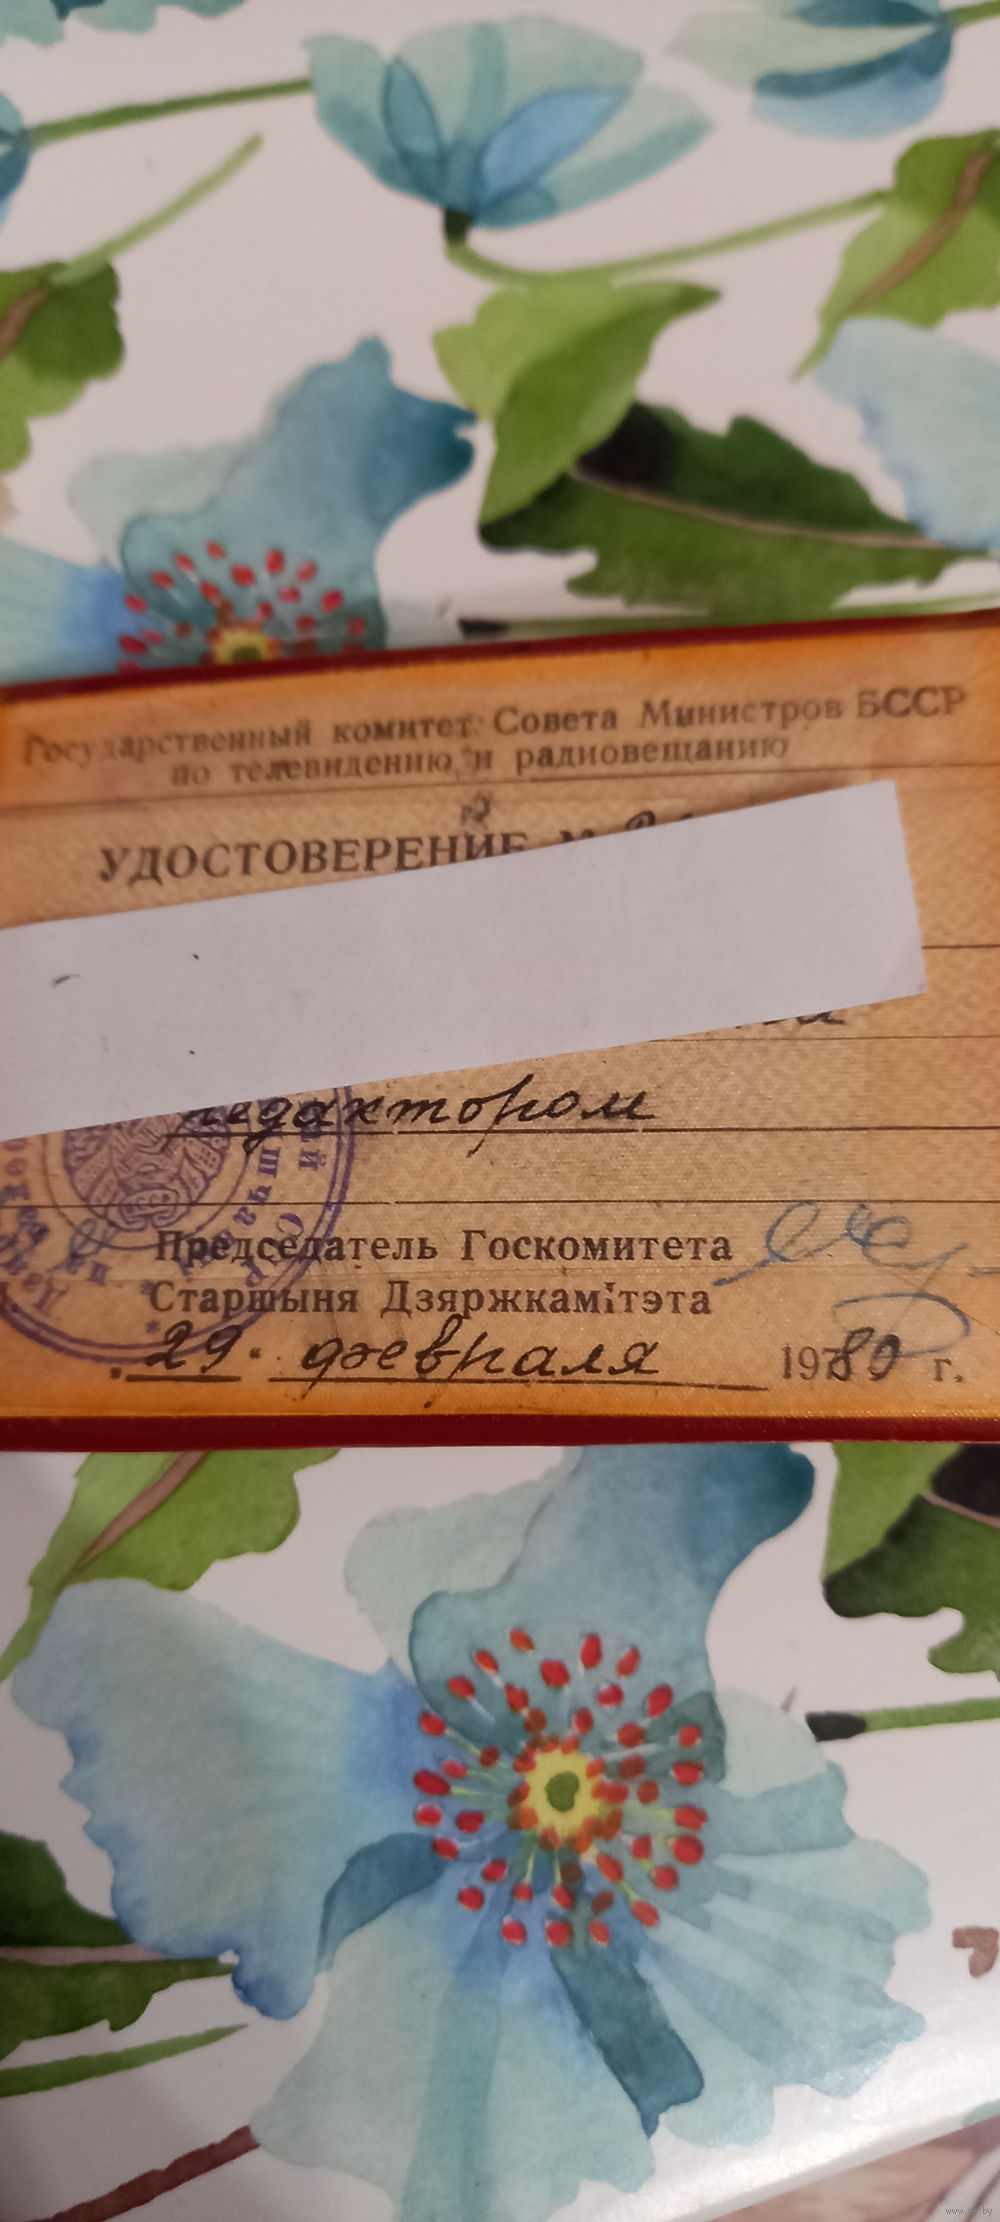 Государственный комитет Совета Министров БССР
по телевидению и радиовещанию
УДОСТОВЕРЕНИЕ
редактором
Председатель Госкомитета
Старшыня Дзяржкамітэта
„29“ февраля 1980 г.